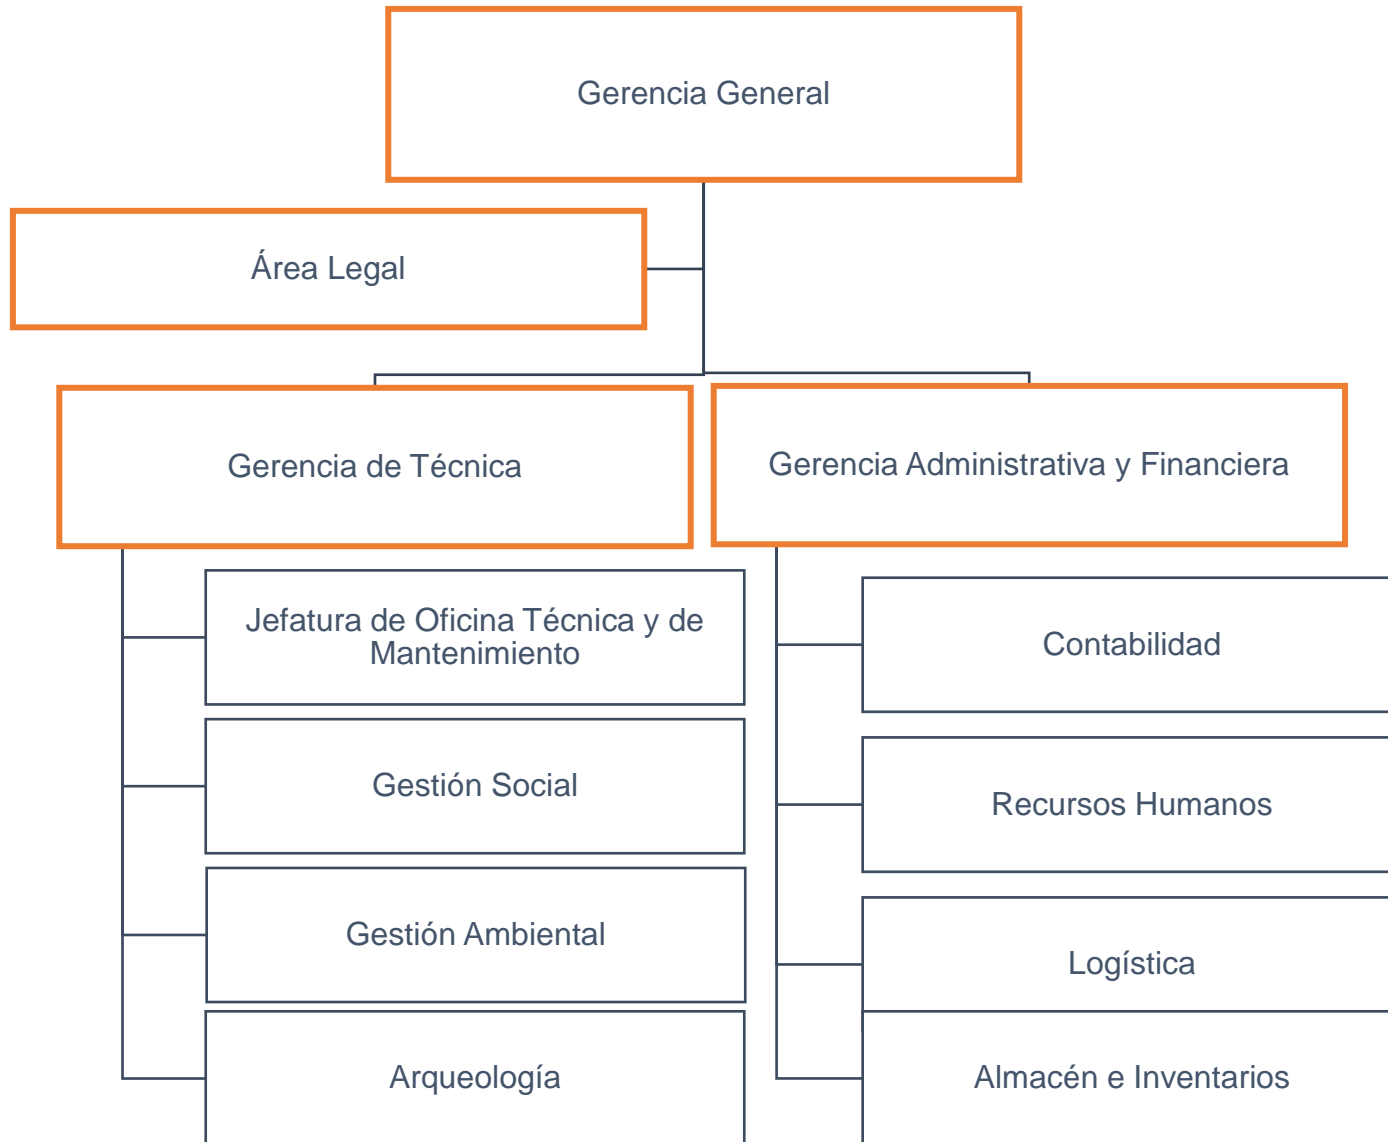 Gerencia General
Área Legal
Gerencia de Técnica
Gerencia Administrativa y Financiera
Jefatura de Oficina Técnica y de
Mantenimiento
Contabilidad
Gestión Social
Recursos Humanos
Gestión Ambiental
Logística
Arqueología
Almacén e Inventarios